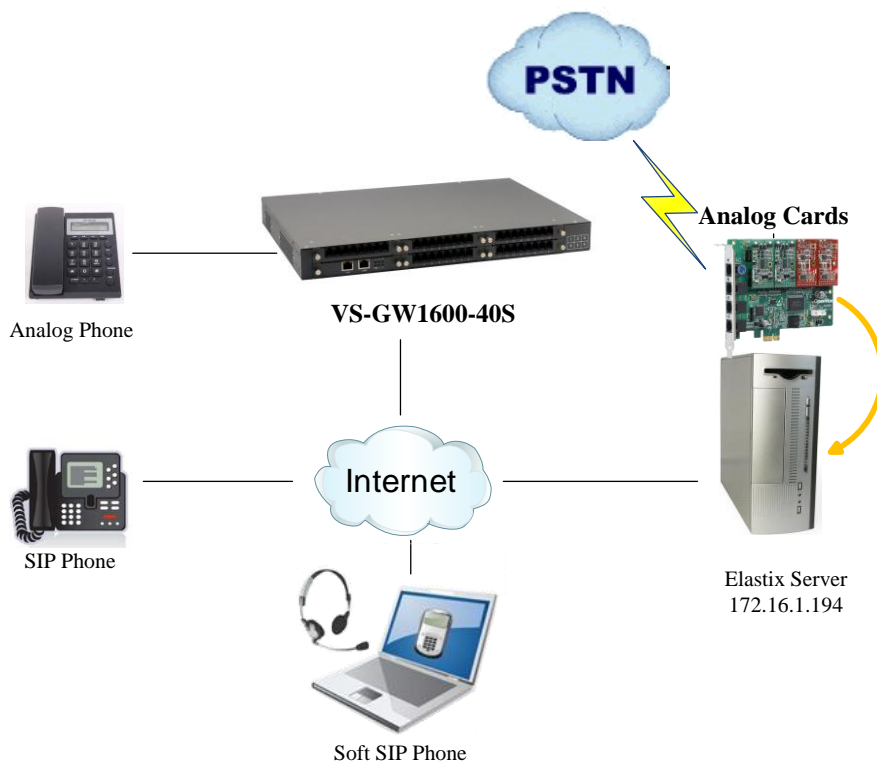 PSTN
Analog Cards
VS-GW1600-40S
Analog Phone
Internet
SIP Phone
Elastix Server
172.16.1.194
Soft SIP Phone